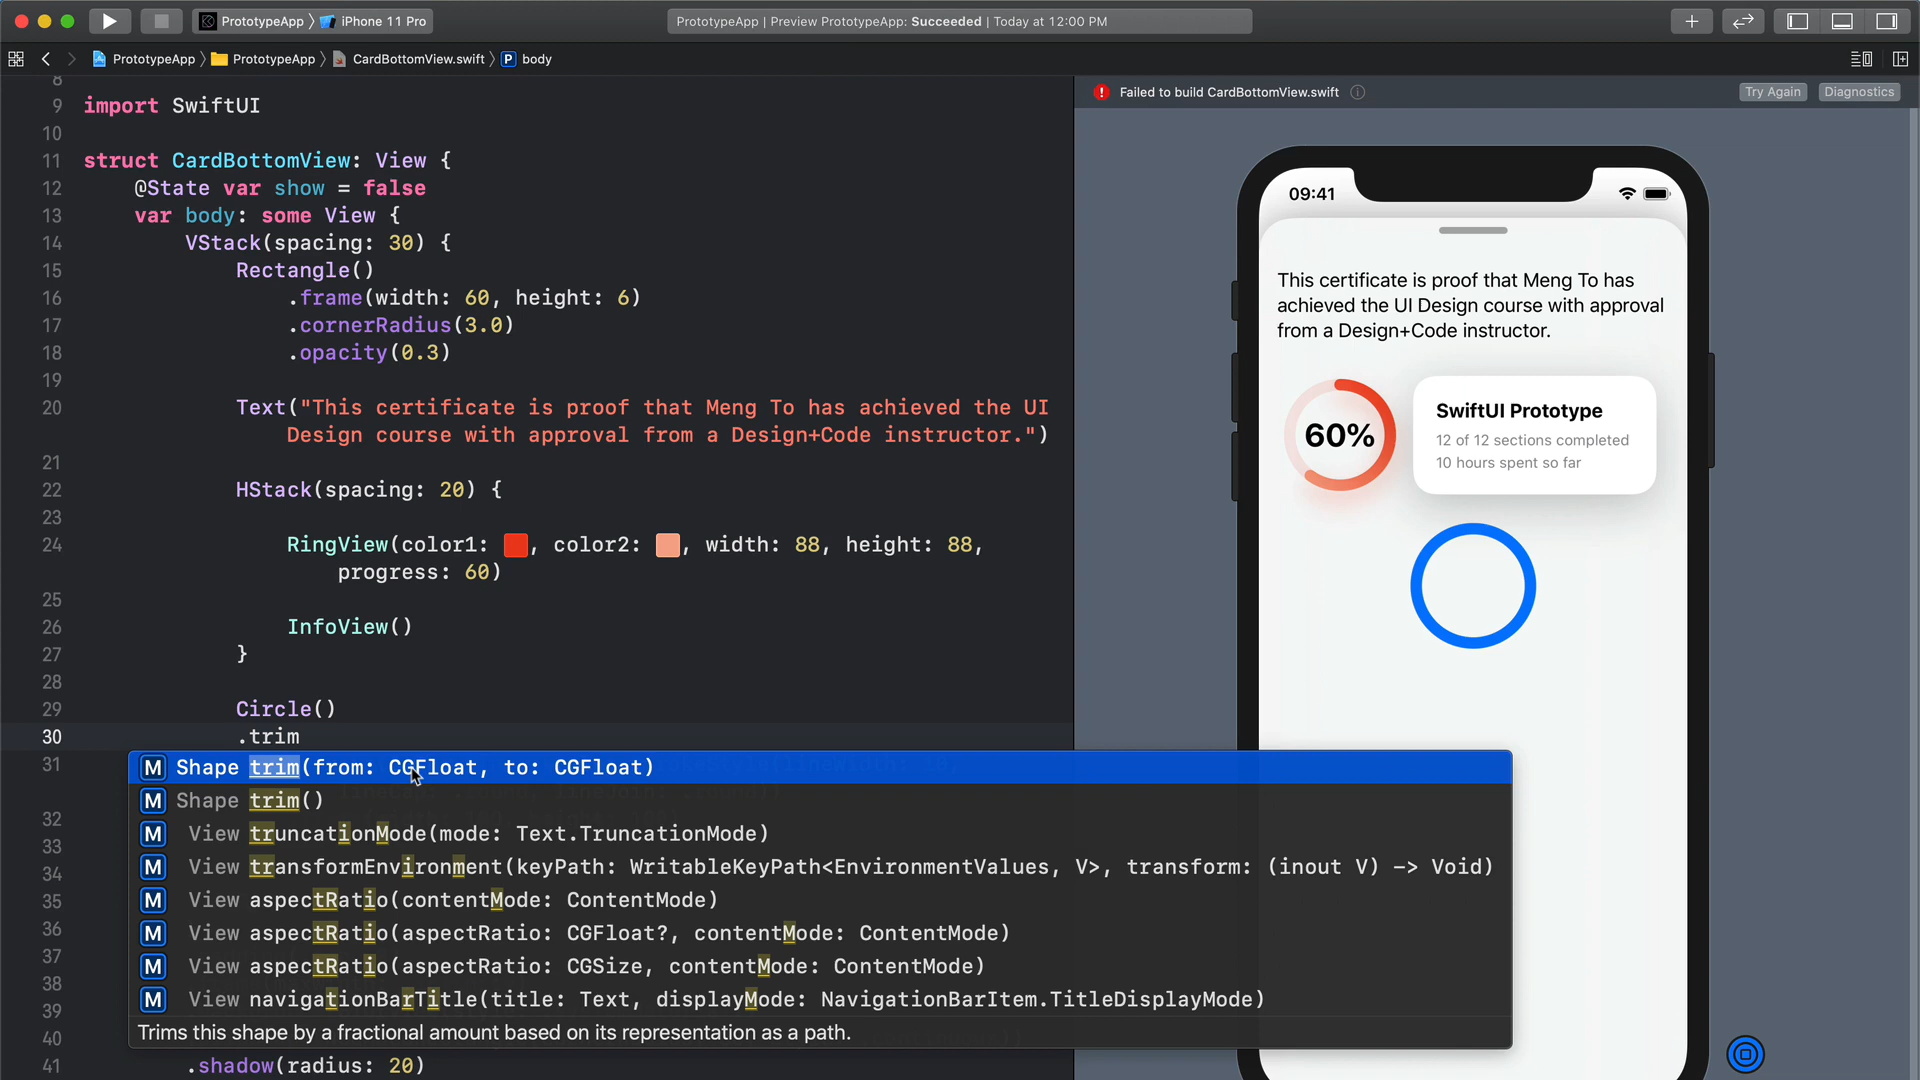 PrototypeApp 〉 iPhone 11 Pro
PrototypeApp | Preview PrototypeApp: Succeeded | Today at 12:00 PM
PrototypeApp 〉 PrototypeApp 〉 CardBottomView.swift 〉 P body
8
9 import SwiftUI
10
11 struct CardBottomView: View {
12 @State var show = false
13 var body: some View {
14 VStack(spacing: 30) {
15 Rectangle()
16 .frame(width: 60, height: 6)
17 .cornerRadius(3.0)
18 .opacity(0.3)
19
20 Text("This certificate is proof that Meng To has achieved the UI
Design course with approval from a Design+Code instructor.")
21
22 HStack(spacing: 20) {
23
24 RingView(color1: , color2: , width: 88, height: 88,
progress: 60)
25
26 InfoView()
27 }
28
29 Circle()
30 .trim
31
M Shape trim(from: CGFloat, to: CGFloat)
M Shape trim()
32
M View truncationMode(mode: Text.TruncationMode)
33
M View transformEnvironment(keyPath: WritableKeyPath<EnvironmentValues, V>, transform: (inout V) -> Void)
34
M View aspectRatio(contentMode: ContentMode)
35
M View aspectRatio(aspectRatio: CGFloat?, contentMode: ContentMode)
36
37
M View aspectRatio(aspectRatio: CGSize, contentMode: ContentMode)
38
M View navigationBarTitle(title: Text, displayMode: NavigationBarItem.TitleDisplayMode)
39
Trims this shape by a fractional amount based on its representation as a path.
40
41 .shadow(radius: 20)
Failed to build CardBottomView.swift
Try Again
Diagnostics
09:41
This certificate is proof that Meng To has
achieved the UI Design course with approval
from a Design+Code instructor.
60%
SwiftUI Prototype
12 of 12 sections completed
10 hours spent so far